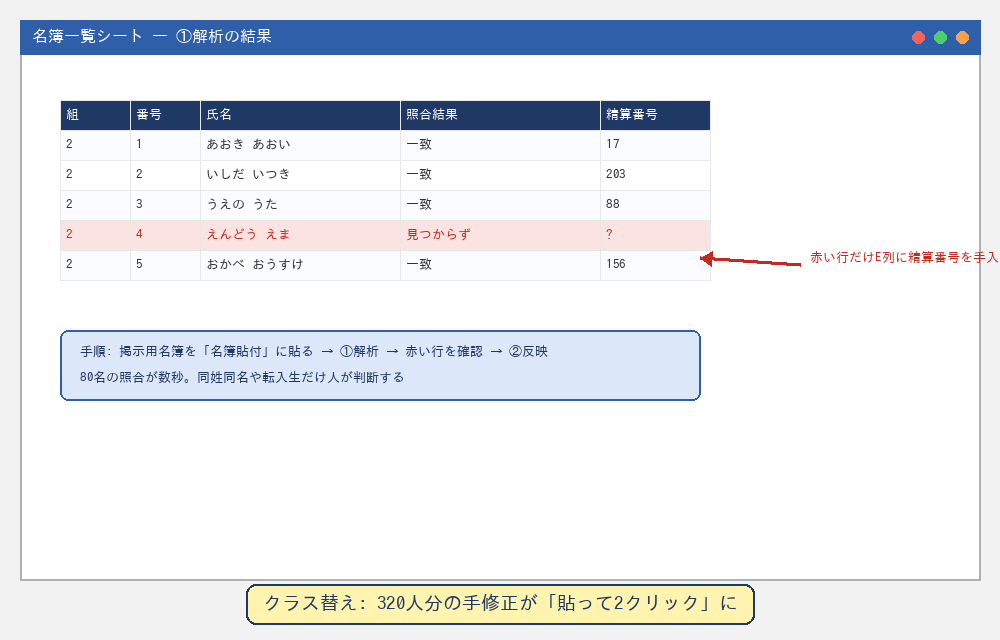 名簿一覧シート — ①解析の結果
組 番号 氏名 照合結果 精算番号
2 1 あおき あおい 一致 17
2 2 いしだ いつき 一致 203
2 3 うえの うた 一致 88
2 4 えんどう えま 見つからず ?
2 5 おかべ おうすけ 一致 156
赤い行だけE列に精算番号を手入
手順: 掲示用名簿を「名簿貼付」に貼る → ①解析 → 赤い行を確認 → ②反映
80名の照合が数秒。同姓同名や転入生だけ人が判断する
クラス替え: 320人分の手修正が「貼って2クリック」に